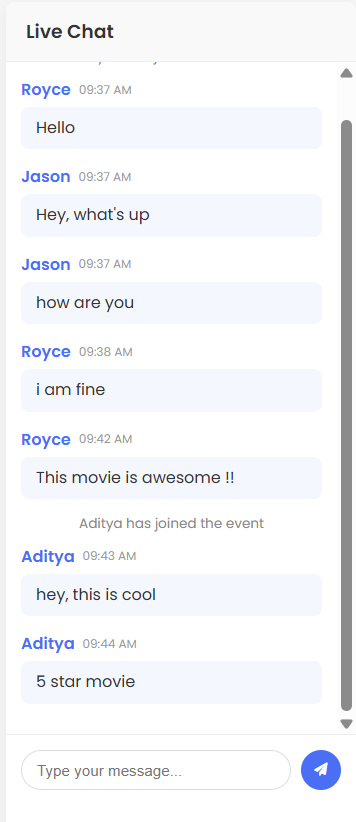 Live Chat
Royce 09:37 AM
Hello
Jason 09:37 AM
Hey, what's up
Jason 09:37 AM
how are you
Royce 09:38 AM
i am fine
Royce 09:42 AM
This movie is awesome !!
Aditya has joined the event
Aditya 09:43 AM
hey, this is cool
Aditya 09:44 AM
5 star movie
Type your message...